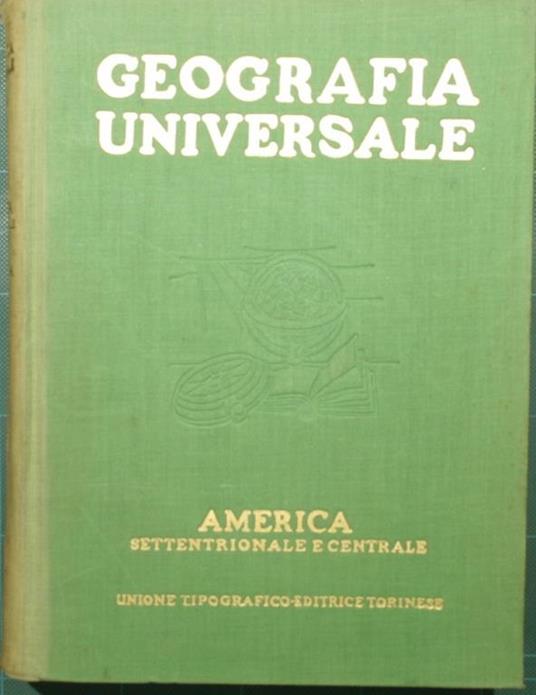 GEOGRAFIA
UNIVERSALE
AMERICA
SETTENTRIONALE E CENTRALE
UNIONE TIPOGRAFICO-EDITRICE TORINESE